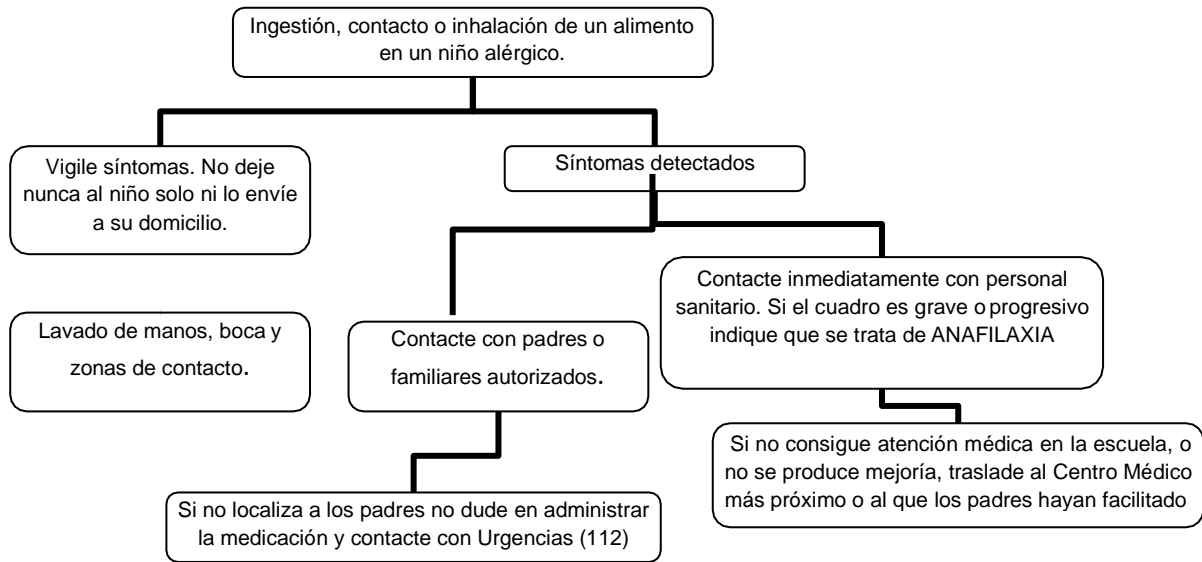 Ingestión, contacto o inhalación de un alimento
en un niño alérgico.
Vigile síntomas. No deje
nunca al niño solo ni lo envíe
a su domicilio.
Síntomas detectados
Lavado de manos, boca y
zonas de contacto.
Contacte con padres o
familiares autorizados.
Contacte inmediatamente con personal
sanitario. Si el cuadro es grave o progresivo
indique que se trata de ANAFILAXIA
Si no localiza a los padres no dude en administrar
la medicación y contacte con Urgencias (112)
Si no consigue atención médica en la escuela, o
no se produce mejoría, traslade al Centro Médico
más próximo o al que los padres hayan facilitado